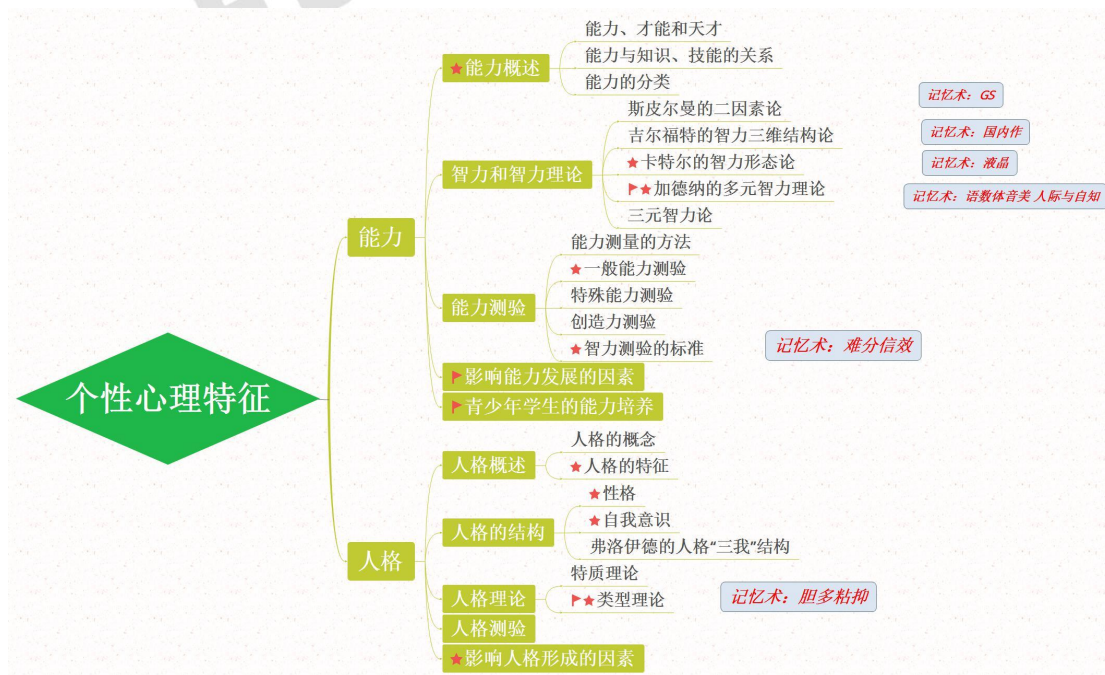 个性心理特征
能力
★能力概述
能力、才能和天才
能力与知识、技能的关系
能力的分类
智力和智力理论
斯皮尔曼的二因素论
记忆术：GS
吉尔福特的智力三维结构论
记忆术：国内作
★卡特尔的智力形态论
记忆术：液晶
★加德纳的多元智力理论
记忆术：语数体音美 人际与自知
三元智力论
能力测验
能力测量的方法
★一般能力测验
特殊能力测验
创造力测验
★智力测验的标准
记忆术：难分信效
影响能力发展的因素
青少年学生的能力培养
人格
人格概述
人格的概念
★人格的特征
人格的结构
★性格
★自我意识
弗洛伊德的人格“三我”结构
人格理论
特质理论
★类型理论
记忆术：胆多粘抑
人格测验
★影响人格形成的因素